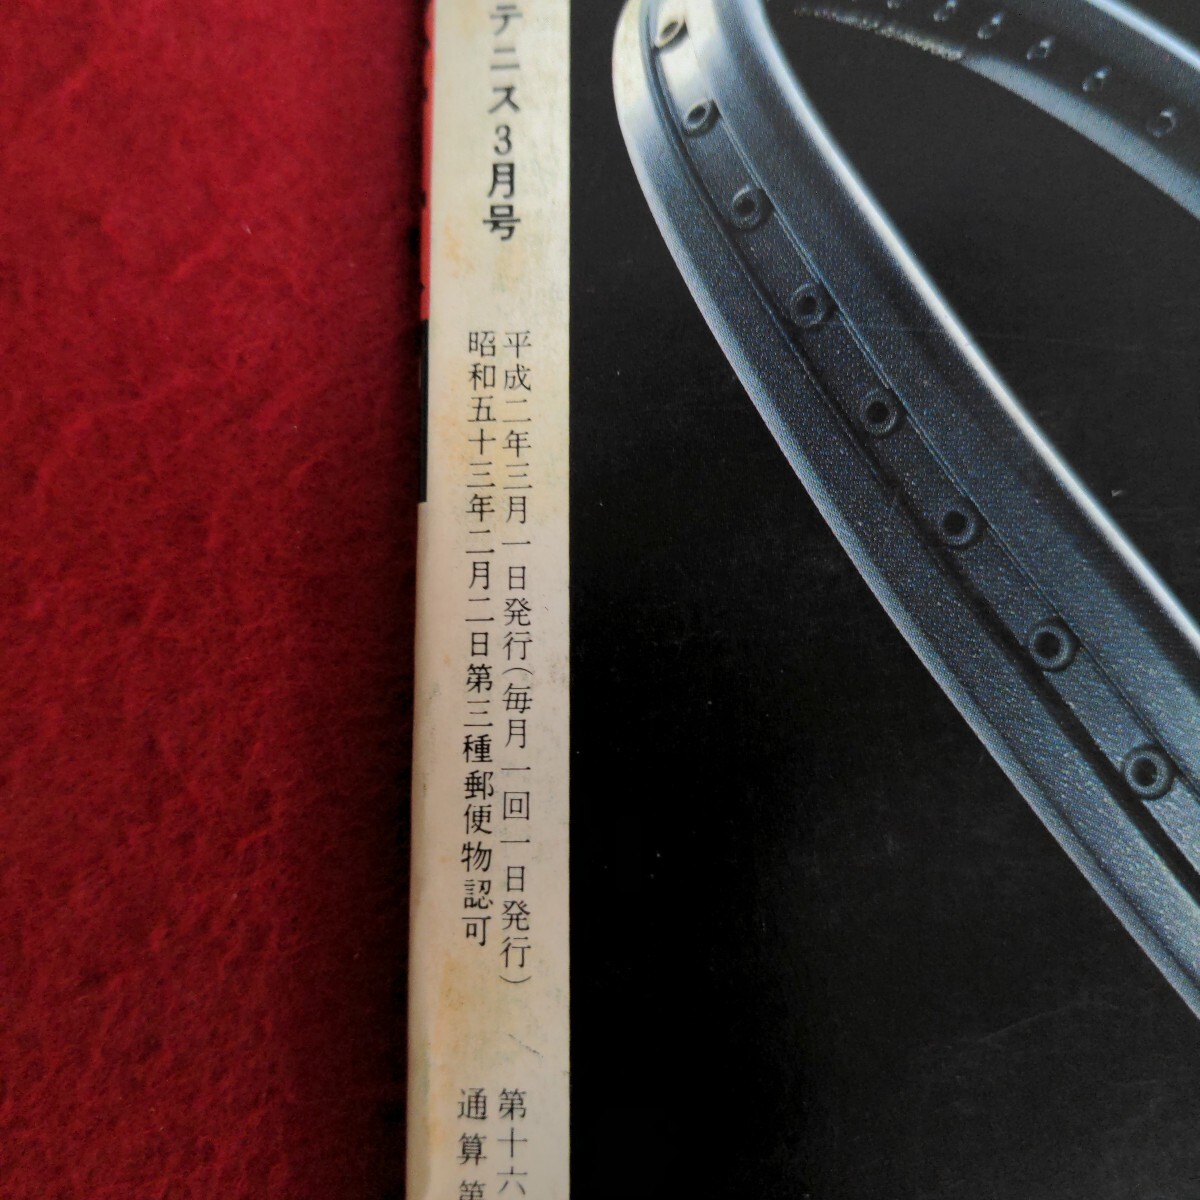 テニス3月号
平成二年三月一日発行(毎月一回一日発行)
昭和五十三年二月二日第三種郵便物認可
第十六
通算第